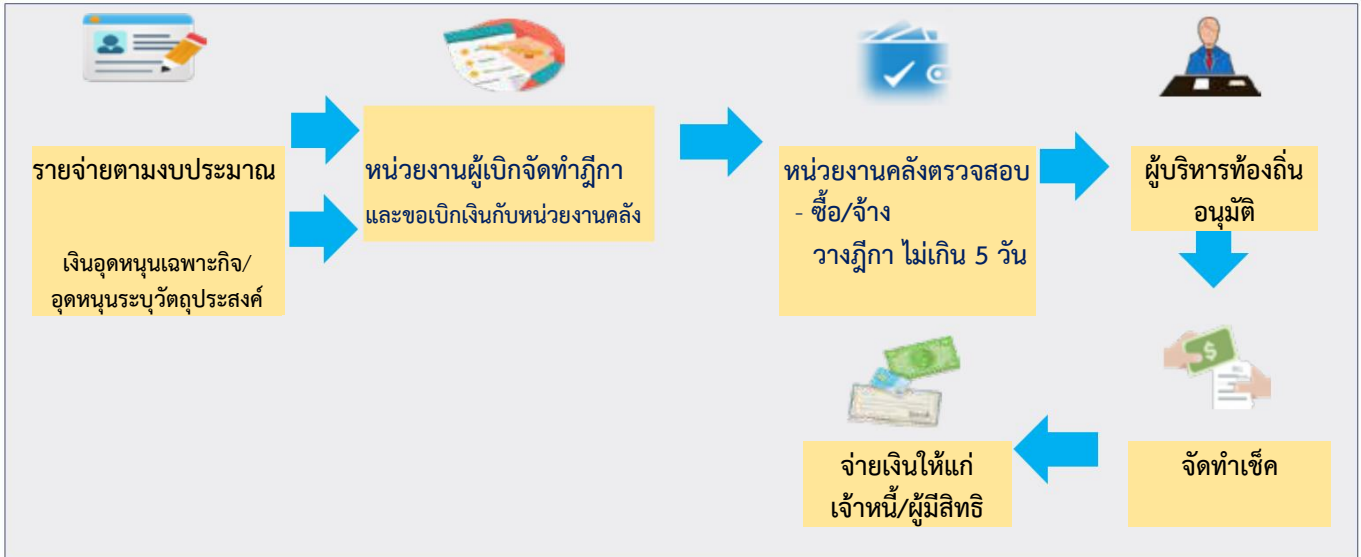 รายจ่ายตามงบประมาณ
เงินอุดหนุนเฉพาะกิจ/
อุดหนุนระบุวัตถุประสงค์
หน่วยงานผู้เบิกจัดทำฎีกา
และขอเบิกเงินกับหน่วยงานคลัง
หน่วยงานคลังตรวจสอบ
- ซื้อ/จ้าง
วางฎีกา ไม่เกิน 5 วัน
ผู้บริหารท้องถิ่น
อนุมัติ
จัดทำเช็ค
จ่ายเงินให้แก่
เจ้าหนี้/ผู้มีสิทธิ